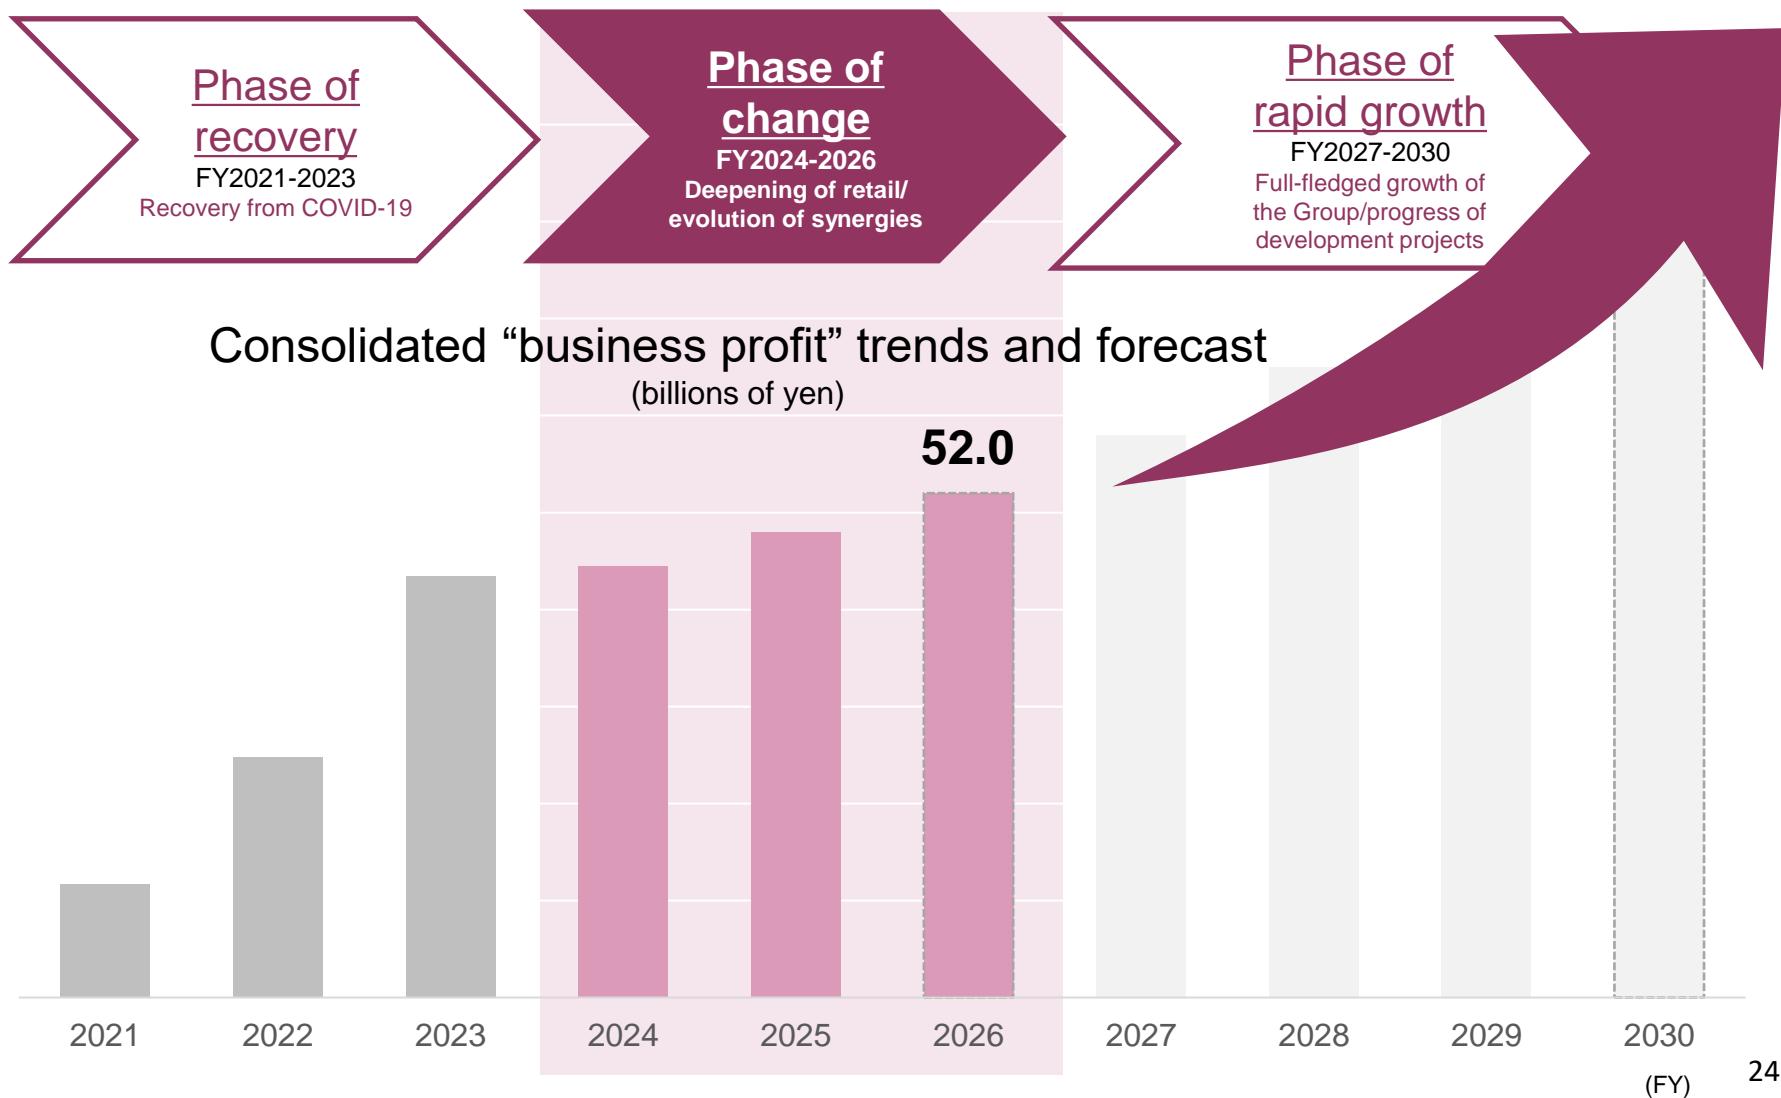 Phase of
recovery
FY2021-2023
Recovery from COVID-19
Phase of
change
FY2024-2026
Deepening of retail/
evolution of synergies
Phase of
rapid growth
FY2027-2030
Full-fledged growth of
the Group/progress of
development projects
Consolidated “business profit” trends and forecast
(billions of yen)
52.0
2021 2022 2023 2024 2025 2026 2027 2028 2029 2030
(FY)
24